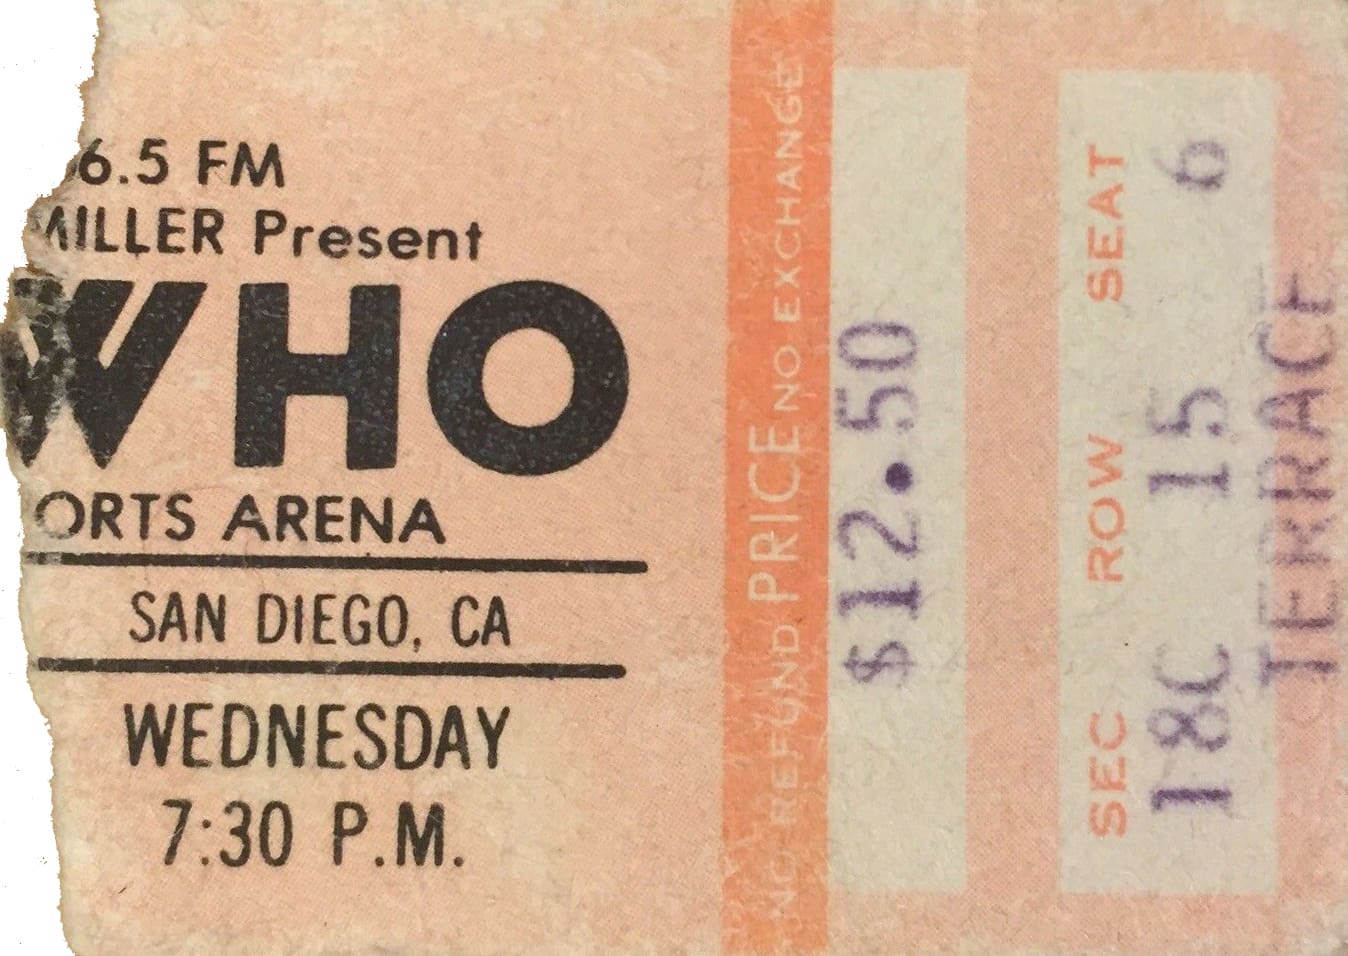 6.5 FM
MILLER Present
WHO
ORTS ARENA
SAN DIEGO, CA
WEDNESDAY
7:30 P.M.
NO REFUND PRICE NO EXCHANGE
$12.50
SEC ROW SEAT
18C 15 6
TERRACE